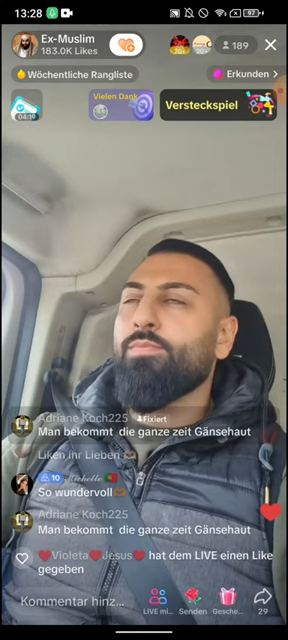 13:28
97
Ex-Muslim
183.0K Likes
189
Wöchentliche Rangliste
Erkunden >
04:19
Vielen Dank
Versteckspiel
Adriane Koch225 Fixiert
Man bekommt die ganze zeit Gänsehaut
Liken ihr Lieben
10 Michelle
So wundervoll
Adriane Koch225
Man bekommt die ganze zeit Gänsehaut
Violeta Jesus hat dem LIVE einen Like
gegeben
Kommentar hinz...
LIVE mi... Senden Gesche... 29